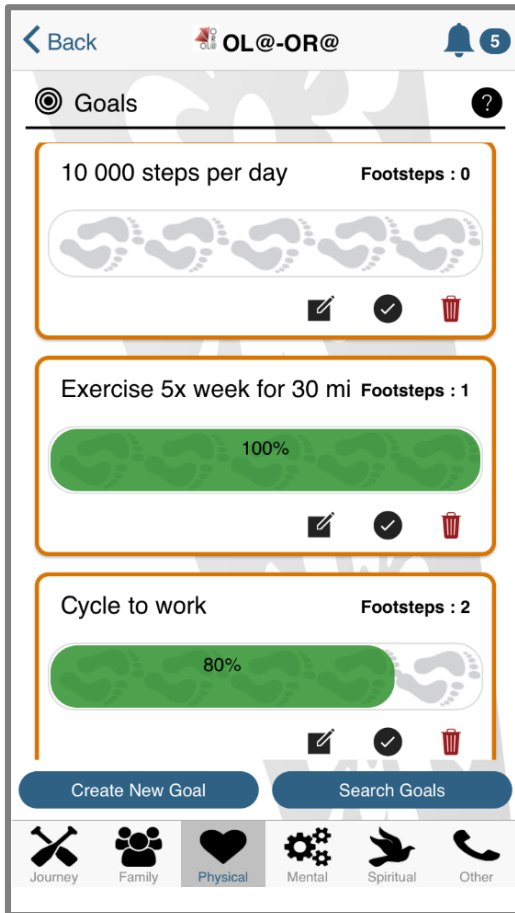 Back
OL@-OR@
5
Goals
?
10 000 steps per day
Footsteps : 0
Exercise 5x week for 30 mi
Footsteps : 1
100%
Cycle to work
Footsteps : 2
80%
Create New Goal
Search Goals
Journey
Family
Physical
Mental
Spiritual
Other